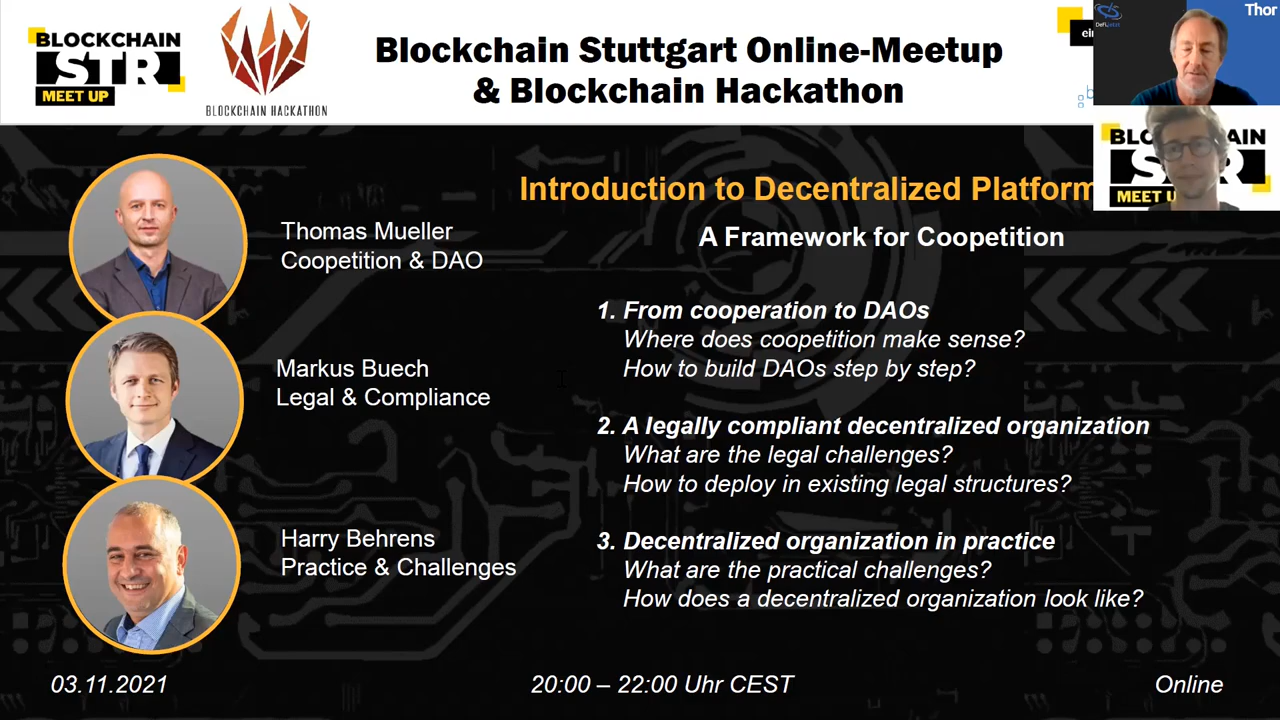 BLOCKCHAIN
STR
MEET UP
BLOCKCHAIN HACKATHON
Blockchain Stuttgart Online-Meetup
& Blockchain Hackathon
Thor
Introduction to Decentralized Platform
A Framework for Coopetition
MEET U
Thomas Mueller
Coopetition & DAO
1. From cooperation to DAOs
Where does coopetition make sense?
How to build DAOs step by step?
Markus Buech
Legal & Compliance
2. A legally compliant decentralized organization
What are the legal challenges?
How to deploy in existing legal structures?
Harry Behrens
Practice & Challenges
3. Decentralized organization in practice
What are the practical challenges?
How does a decentralized organization look like?
03.11.2021
20:00 – 22:00 Uhr CEST
Online